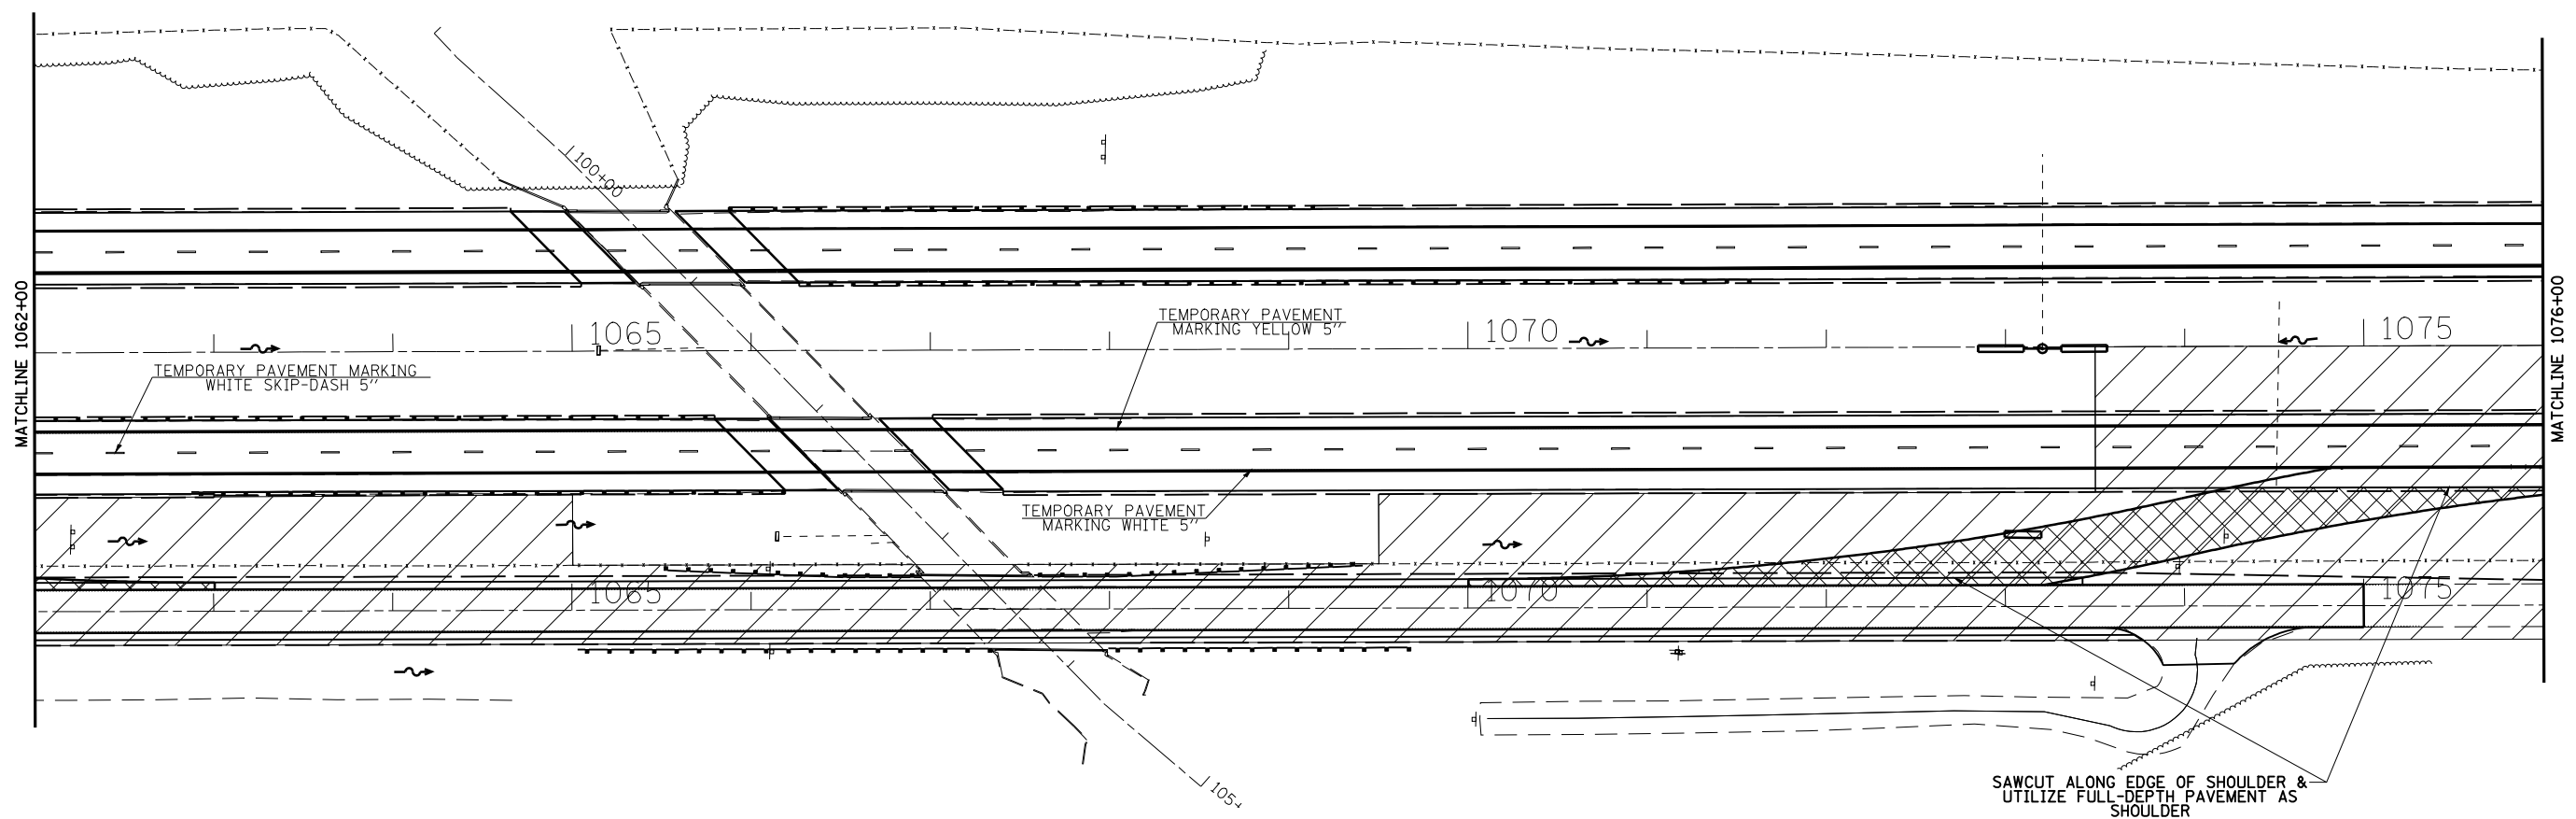 100+00
MATCHLINE 1062+00
MATCHLINE 1076+00
1065
1070
1075
TEMPORARY PAVEMENT
MARKING YELLOW 5"
TEMPORARY PAVEMENT MARKING
WHITE SKIP-DASH 5"
TEMPORARY PAVEMENT
MARKING WHITE 5"
1065
1070
1075
105+
SAWCUT ALONG EDGE OF SHOULDER &
UTILIZE FULL-DEPTH PAVEMENT AS
SHOULDER